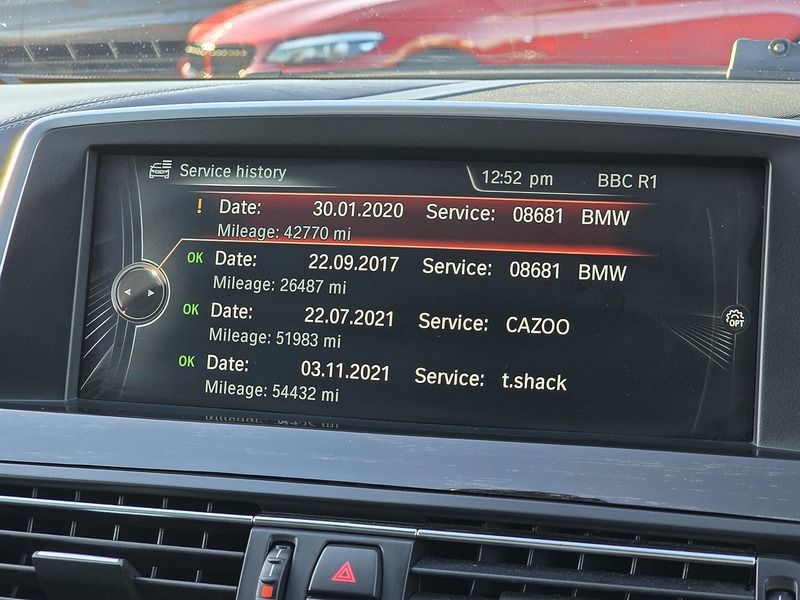 Service history 12:52 pm BBC R1
! Date: 30.01.2020 Service: 08681 BMW
Mileage: 42770 mi
OK Date: 22.09.2017 Service: 08681 BMW
Mileage: 26487 mi
OK Date: 22.07.2021 Service: CAZOO
Mileage: 51983 mi
OPT
OK Date: 03.11.2021 Service: t.shack
Mileage: 54432 mi